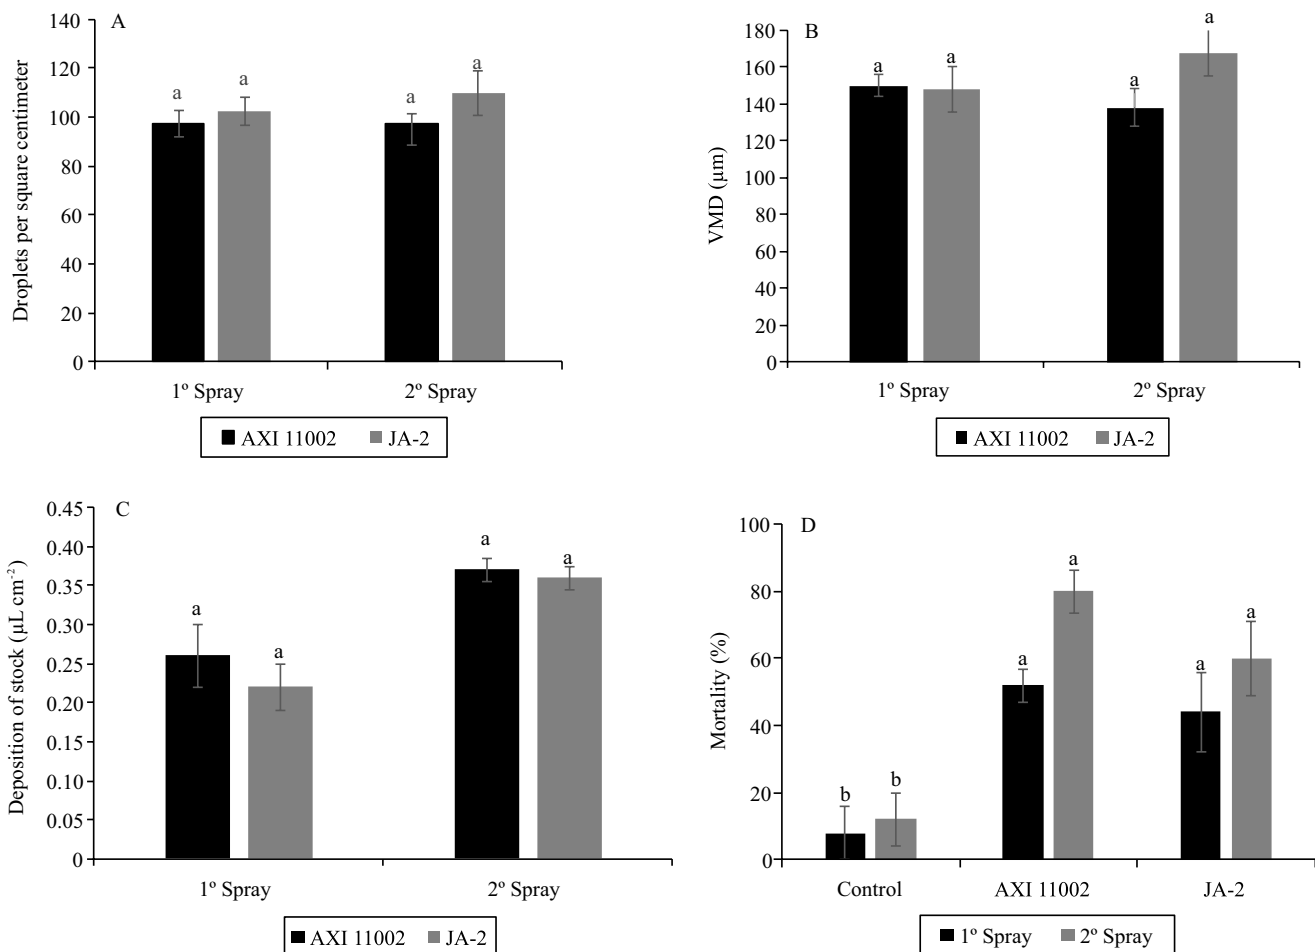 A
Droplets per square centimeter
140
120
100
80
60
40
20
0
a
a
a
a
1º Spray
2º Spray
AXI 11002
JA-2
B
VMD (µm)
180
160
140
120
100
80
60
40
20
0
a
a
a
a
1º Spray
2º Spray
AXI 11002
JA-2
C
Deposition of stock (µL cm⁻²)
0.45
0.40
0.35
0.30
0.25
0.20
0.15
0.10
0.05
0
a
a
a
a
1º Spray
2º Spray
AXI 11002
JA-2
D
Mortality (%)
100
80
60
40
20
0
b
b
a
a
a
a
Control
AXI 11002
JA-2
1º Spray
2º Spray